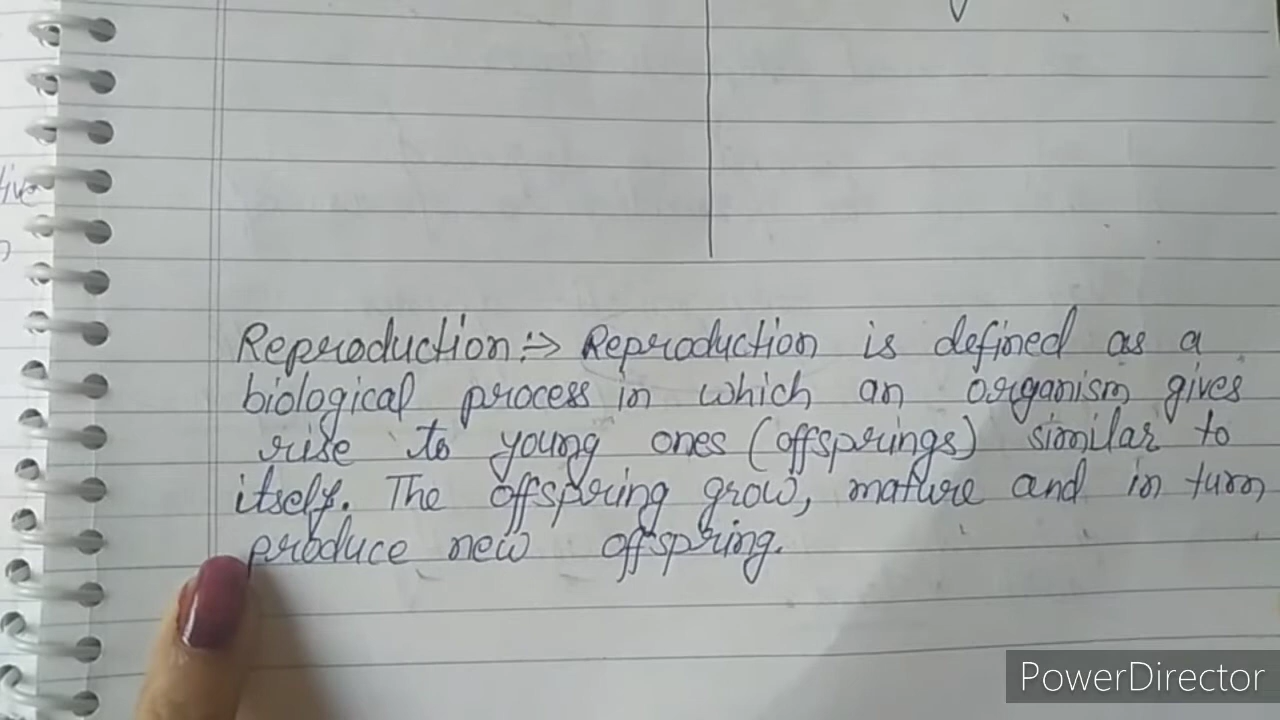 Reproduction :-> Reproduction is defined as a
biological process in which an organism gives
rise to young ones (offsprings) similar to
itself. The offspring grow, mature and in turn
produce new offspring.
PowerDirector